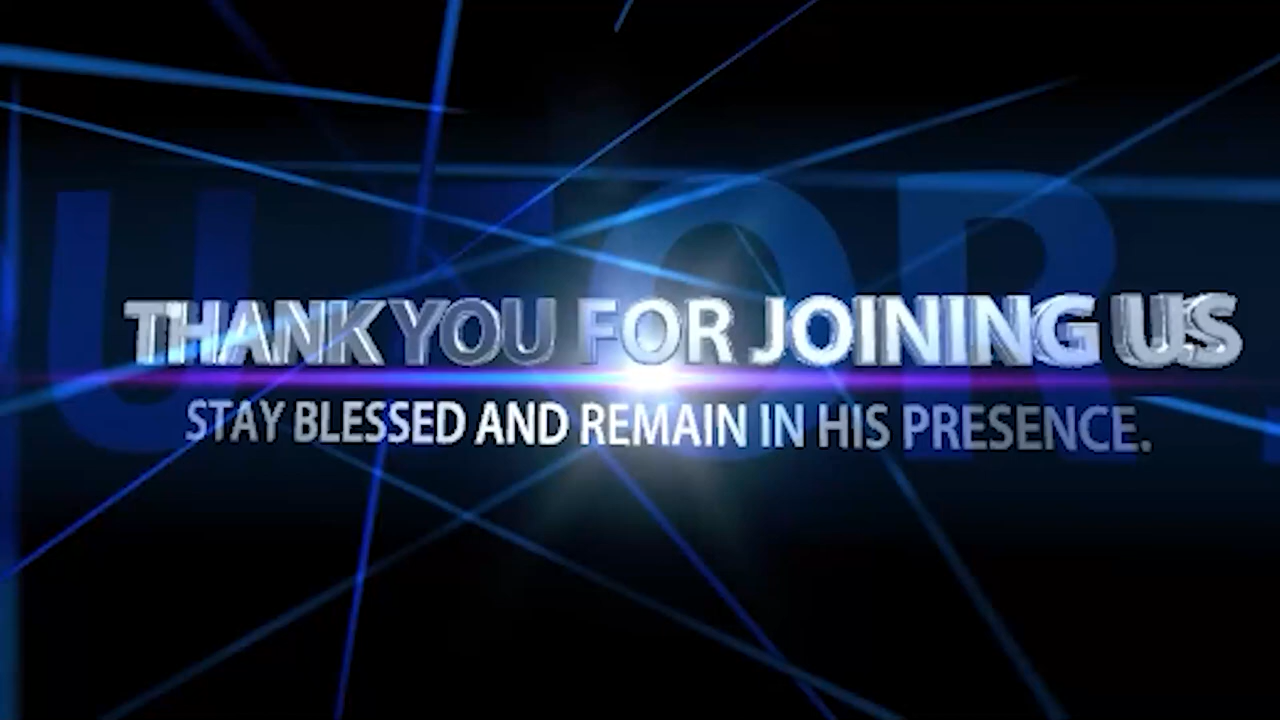 THANK YOU FOR JOINING US
STAY BLESSED AND REMAIN IN HIS PRESENCE.